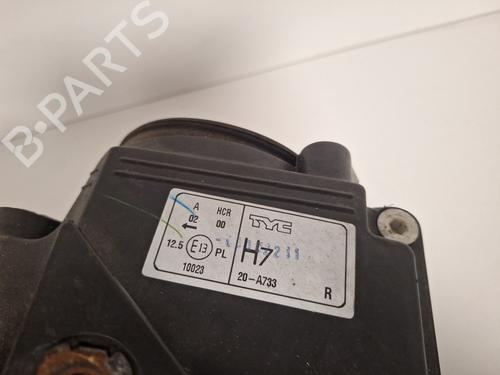 B-PARTS
A HCR TYC
02 00
12.5 E13 PL H7
10023 20-A733 R